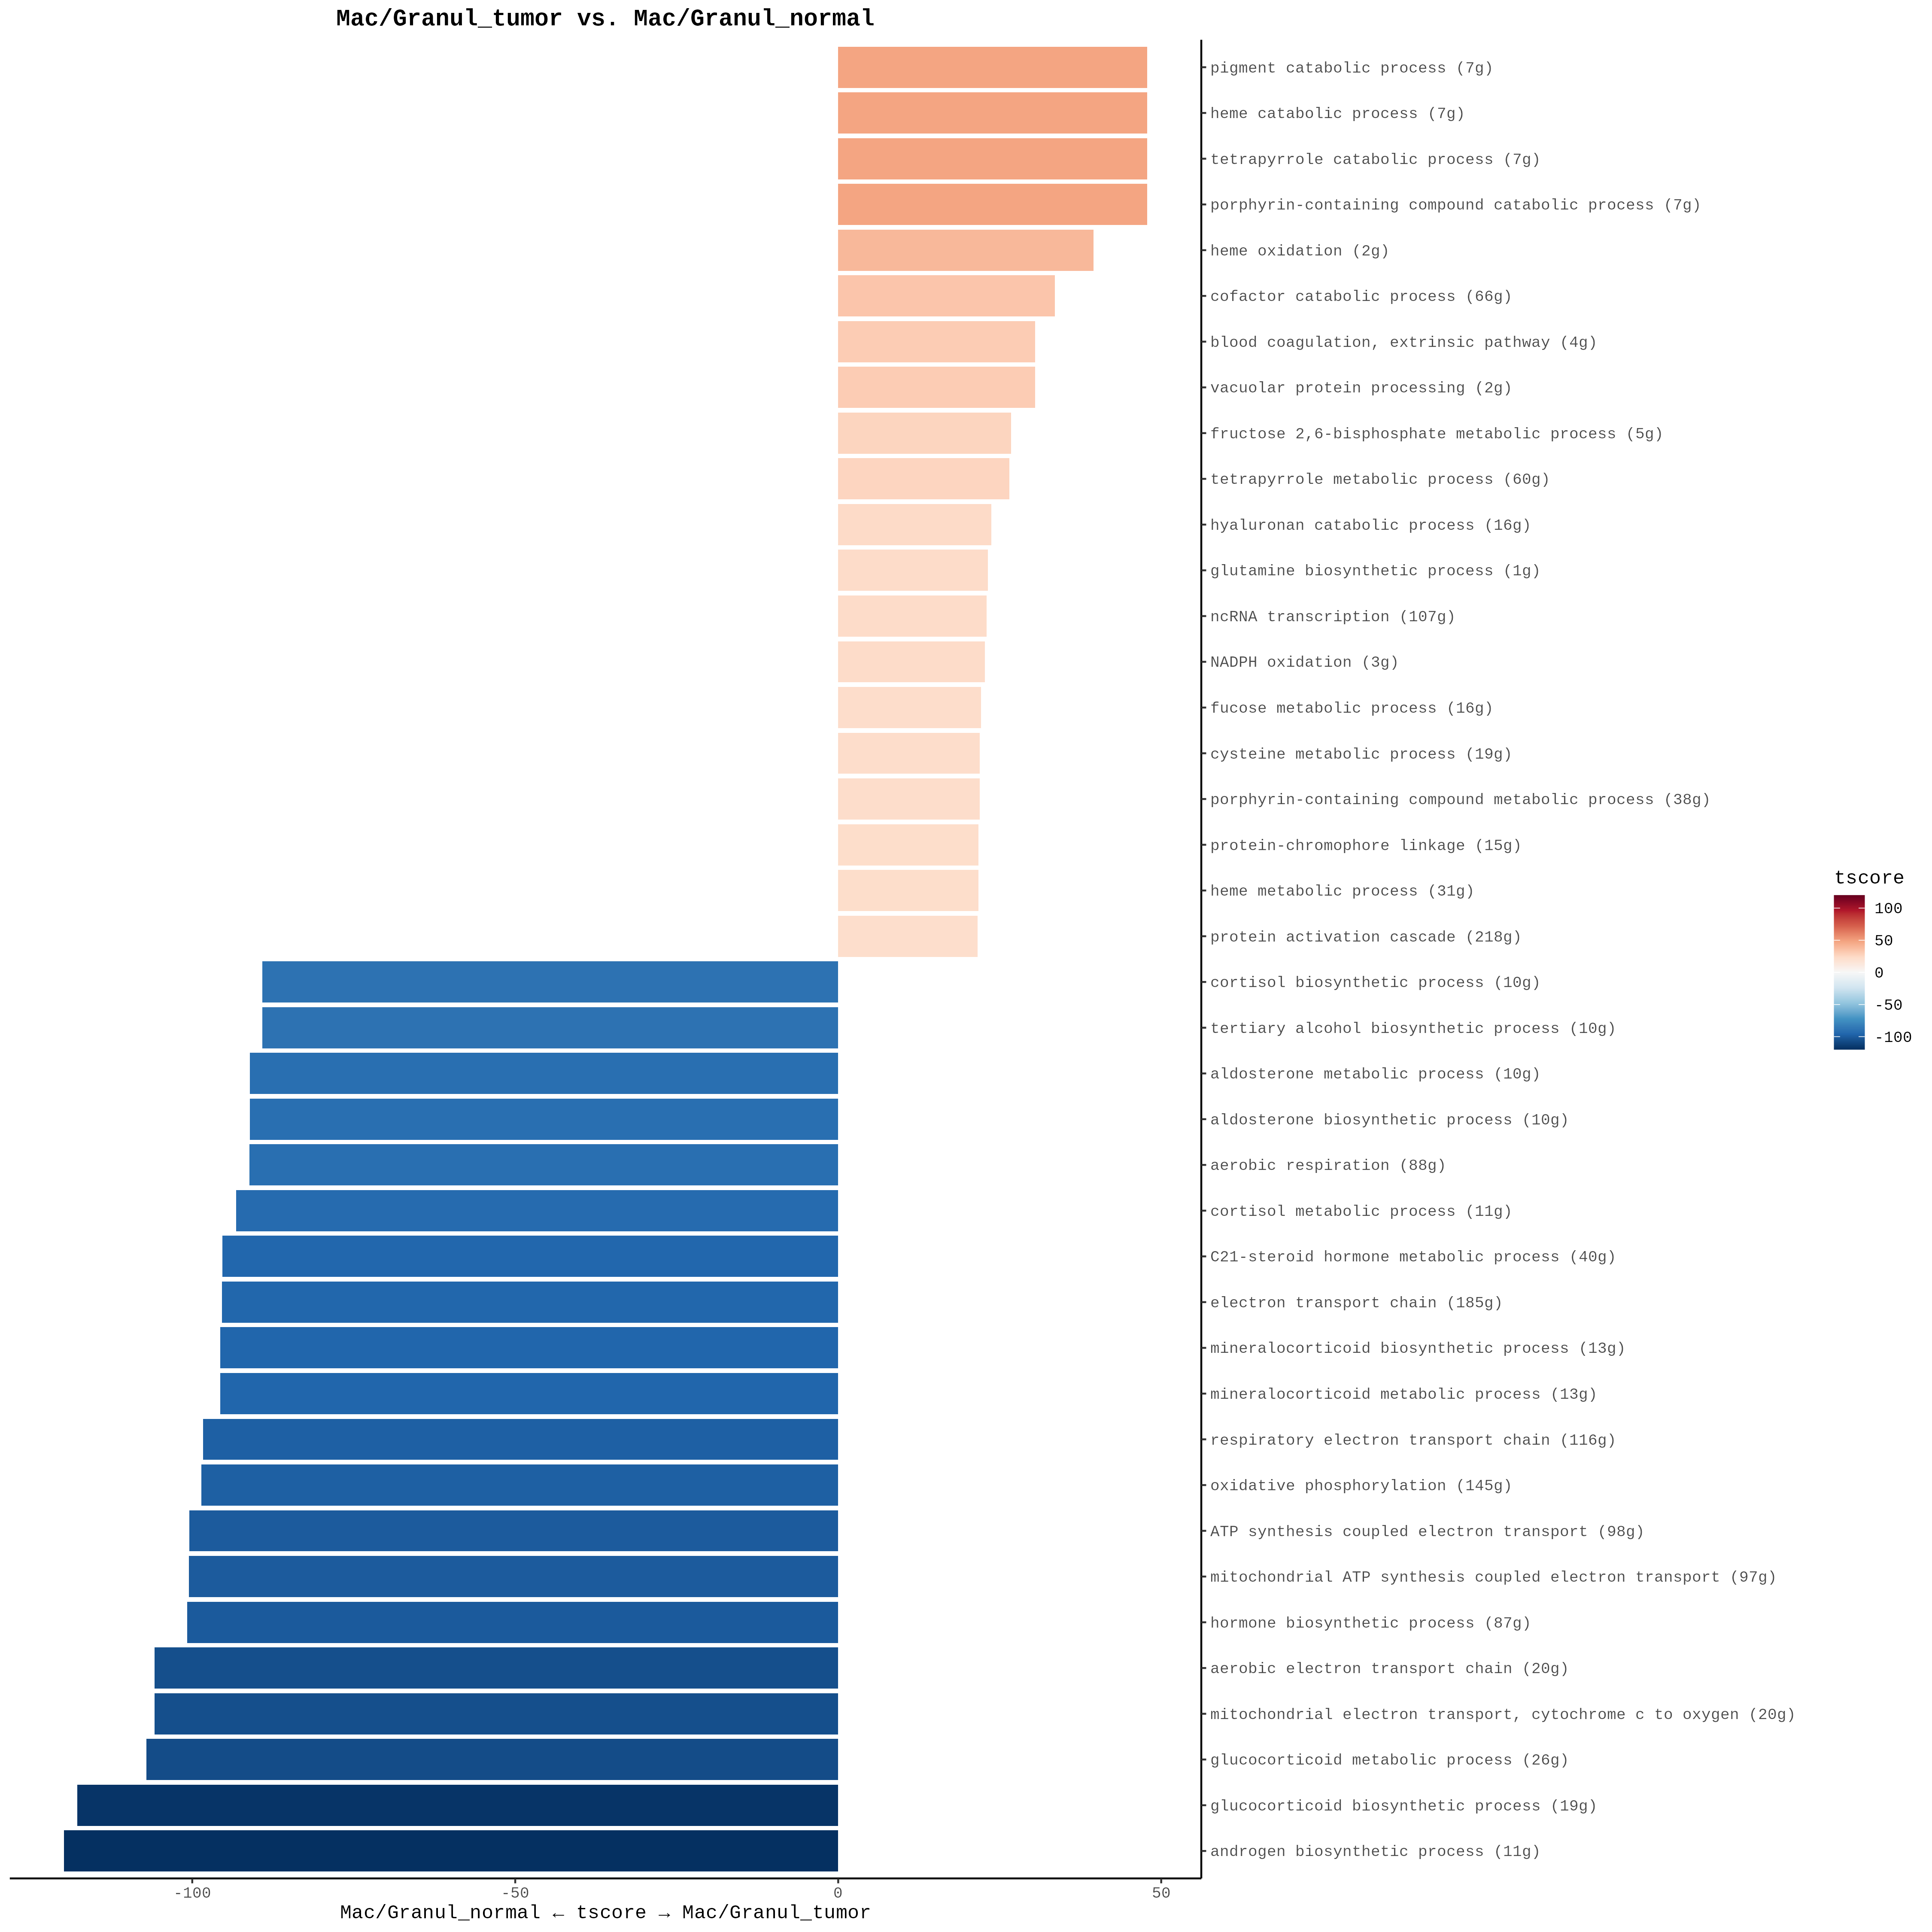 Mac/Granul_tumor vs. Mac/Granul_normal
pigment catabolic process (7g)
heme catabolic process (7g)
tetrapyrrole catabolic process (7g)
porphyrin-containing compound catabolic process (7g)
heme oxidation (2g)
cofactor catabolic process (66g)
blood coagulation, extrinsic pathway (4g)
vacuolar protein processing (2g)
fructose 2,6-bisphosphate metabolic process (5g)
tetrapyrrole metabolic process (60g)
hyaluronan catabolic process (16g)
glutamine biosynthetic process (1g)
ncRNA transcription (107g)
NADPH oxidation (3g)
fucose metabolic process (16g)
cysteine metabolic process (19g)
porphyrin-containing compound metabolic process (38g)
protein-chromophore linkage (15g)
heme metabolic process (31g)
protein activation cascade (218g)
cortisol biosynthetic process (10g)
tertiary alcohol biosynthetic process (10g)
aldosterone metabolic process (10g)
aldosterone biosynthetic process (10g)
aerobic respiration (88g)
cortisol metabolic process (11g)
C21-steroid hormone metabolic process (40g)
electron transport chain (185g)
mineralocorticoid biosynthetic process (13g)
mineralocorticoid metabolic process (13g)
respiratory electron transport chain (116g)
oxidative phosphorylation (145g)
ATP synthesis coupled electron transport (98g)
mitochondrial ATP synthesis coupled electron transport (97g)
hormone biosynthetic process (87g)
aerobic electron transport chain (20g)
mitochondrial electron transport, cytochrome c to oxygen (20g)
glucocorticoid metabolic process (26g)
glucocorticoid biosynthetic process (19g)
androgen biosynthetic process (11g)
-100 -50 0 50
Mac/Granul_normal ← tscore → Mac/Granul_tumor
tscore
100
50
0
-50
-100